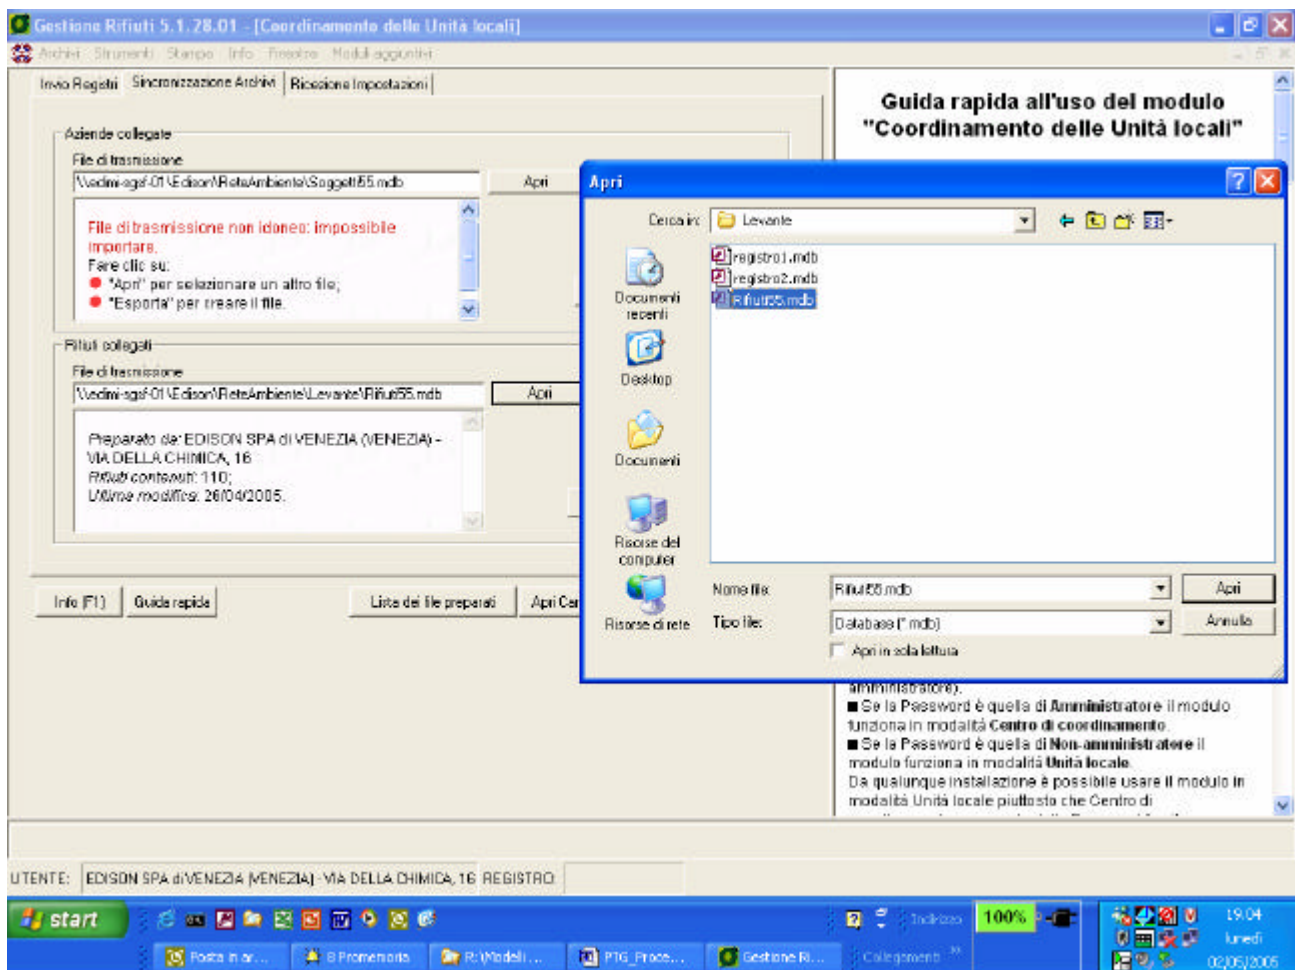 Gestione Rifiuti 5.1.28.01 - [Coordinamento delle Unità locali]
Archivi Strumenti Stampe Info Finestre Moduli aggiuntivi
Invio Registri Sincronizzazione Archivi Ricezione Impostazioni
Guida rapida all'uso del modulo
"Coordinamento delle Unità locali"
Aziende collegate
File di trasmissione
\\edimi-sgsf-01\Edison\ReteAmbiente\Soggetti55.mdb Apri
File di trasmissione non idoneo: impossibile
importare.
Fare clic su:
"Apri" per selezionare un altro file;
"Esporta" per creare il file.
Rifiuti collegati
File di trasmissione
\\edimi-sgsf-01\Edison\ReteAmbiente\Levante\Rifiuti55.mdb Apri
Preparato da: EDISON SPA di VENEZIA (VENEZIA) -
VIA DELLA CHIMICA, 16
Rifiuti contenuti: 110;
Ultima modifica: 26/04/2005.
Info (F1) Guida rapida Lista dei file preparati Apri Car
Apri
Cerca in: Levante
registro1.mdb
registro2.mdb
Rifiuti55.mdb
Documenti
recenti
Desktop
Documenti
Risorse del
computer
Risorse di rete
Nome file: Rifiuti55.mdb Apri
Tipo file: Database (*.mdb) Annulla
Apri in sola lettura
amministratore).
Se la Password è quella di Amministratore il modulo
funziona in modalità Centro di coordinamento.
Se la Password è quella di Non-amministratore il
modulo funziona in modalità Unità locale.
Da qualunque installazione è possibile usare il modulo in
modalità Unità locale piuttosto che Centro di
UTENTE: EDISON SPA di VENEZIA (VENEZIA) - VIA DELLA CHIMICA, 16 REGISTRO:
start Indirizzo 100% 19.04
lunedì
Posta in ar... 8 Promemoria R:\Modelli ... PTG_Proce... Gestione Ri... Collegamenti » 02/05/2005